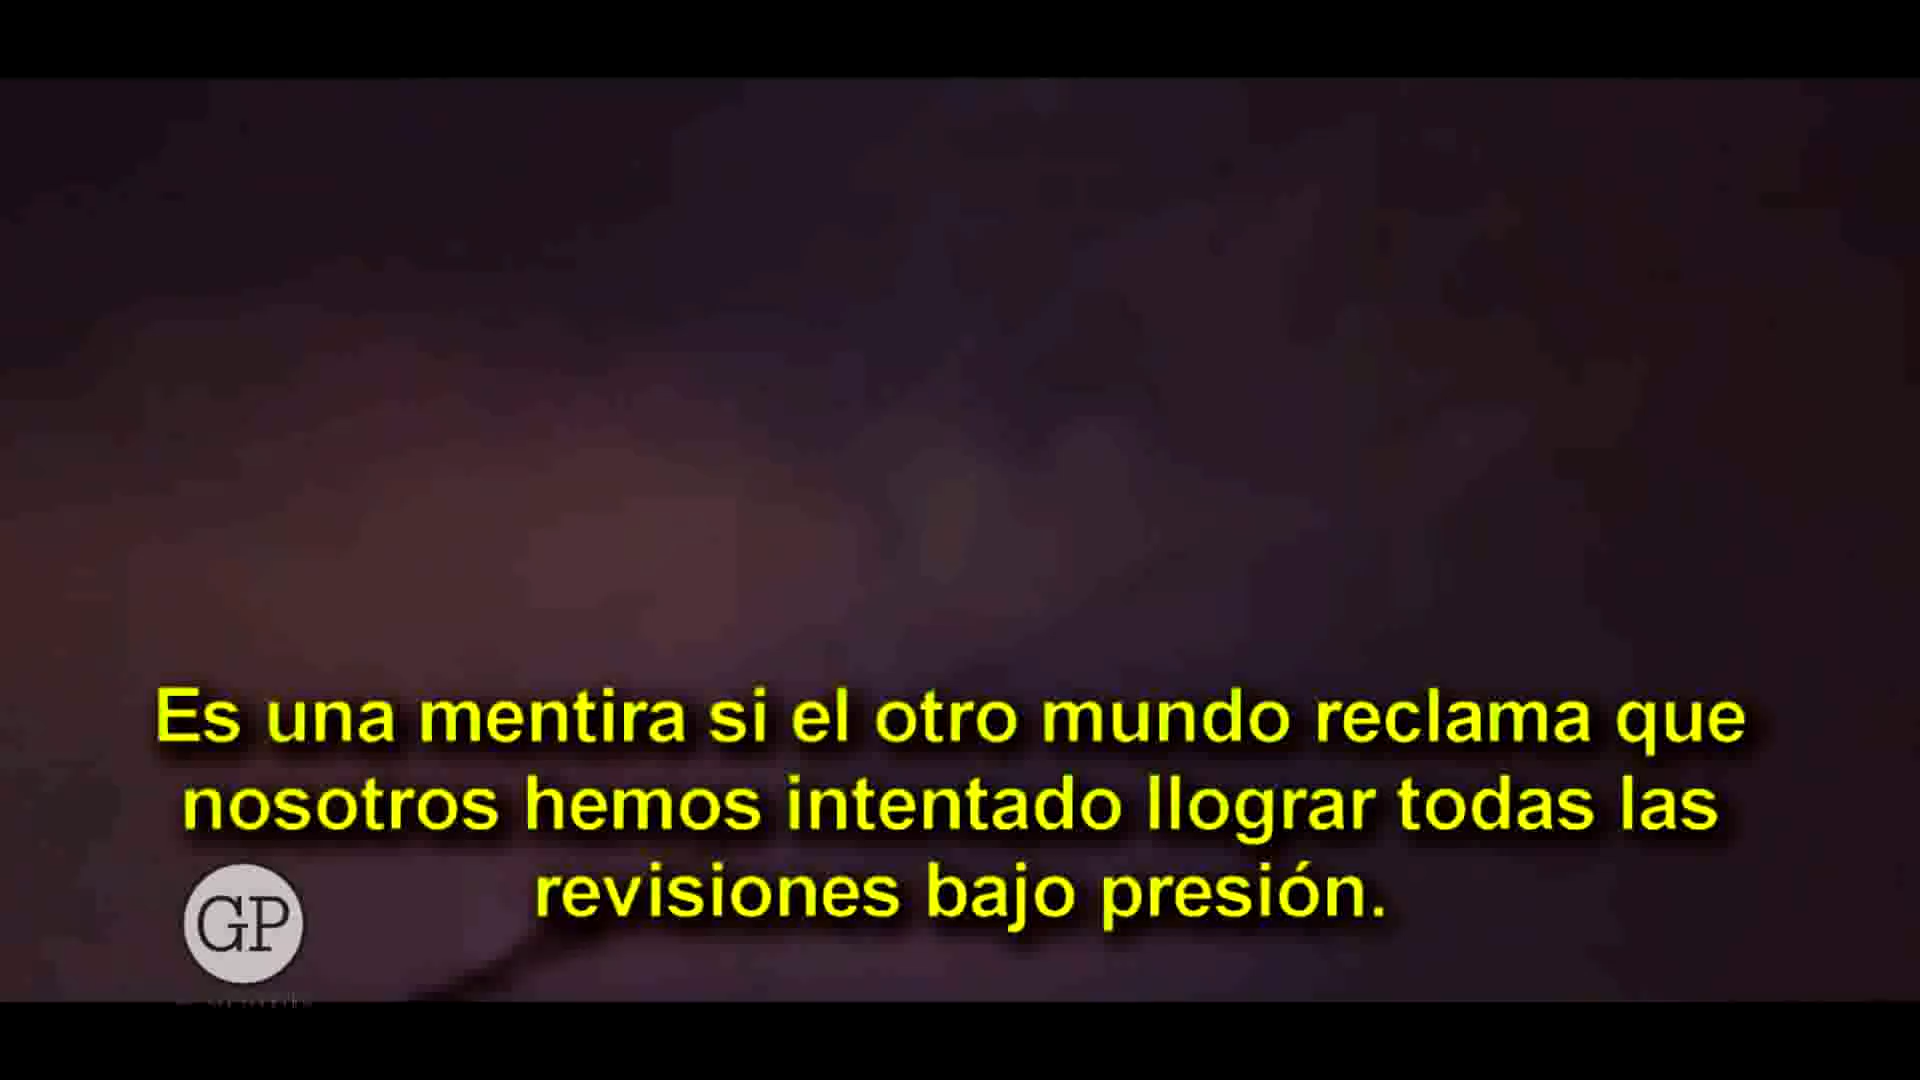 Es una mentira si el otro mundo reclama que
nosotros hemos intentado llograr todas las
revisiones bajo presión.
GP